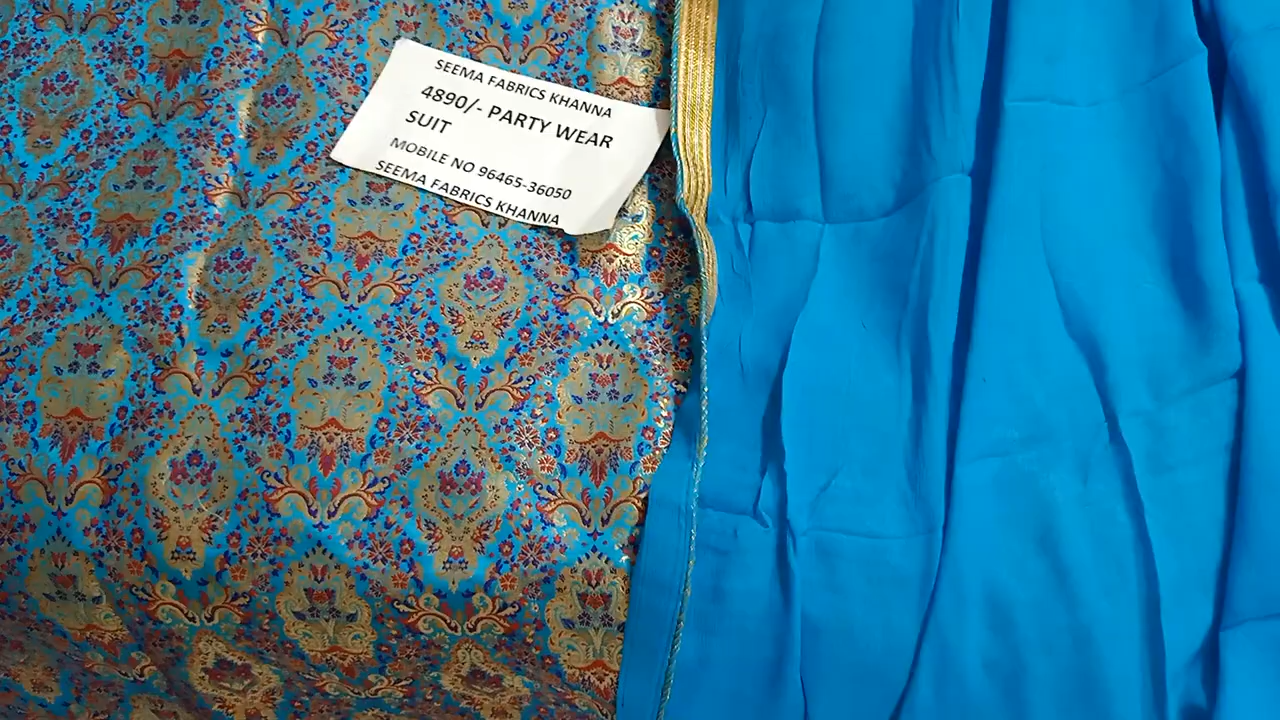 SEEMA FABRICS KHANNA
4890/- PARTY WEAR
SUIT
MOBILE NO 96465-36050
SEEMA FABRICS KHANNA